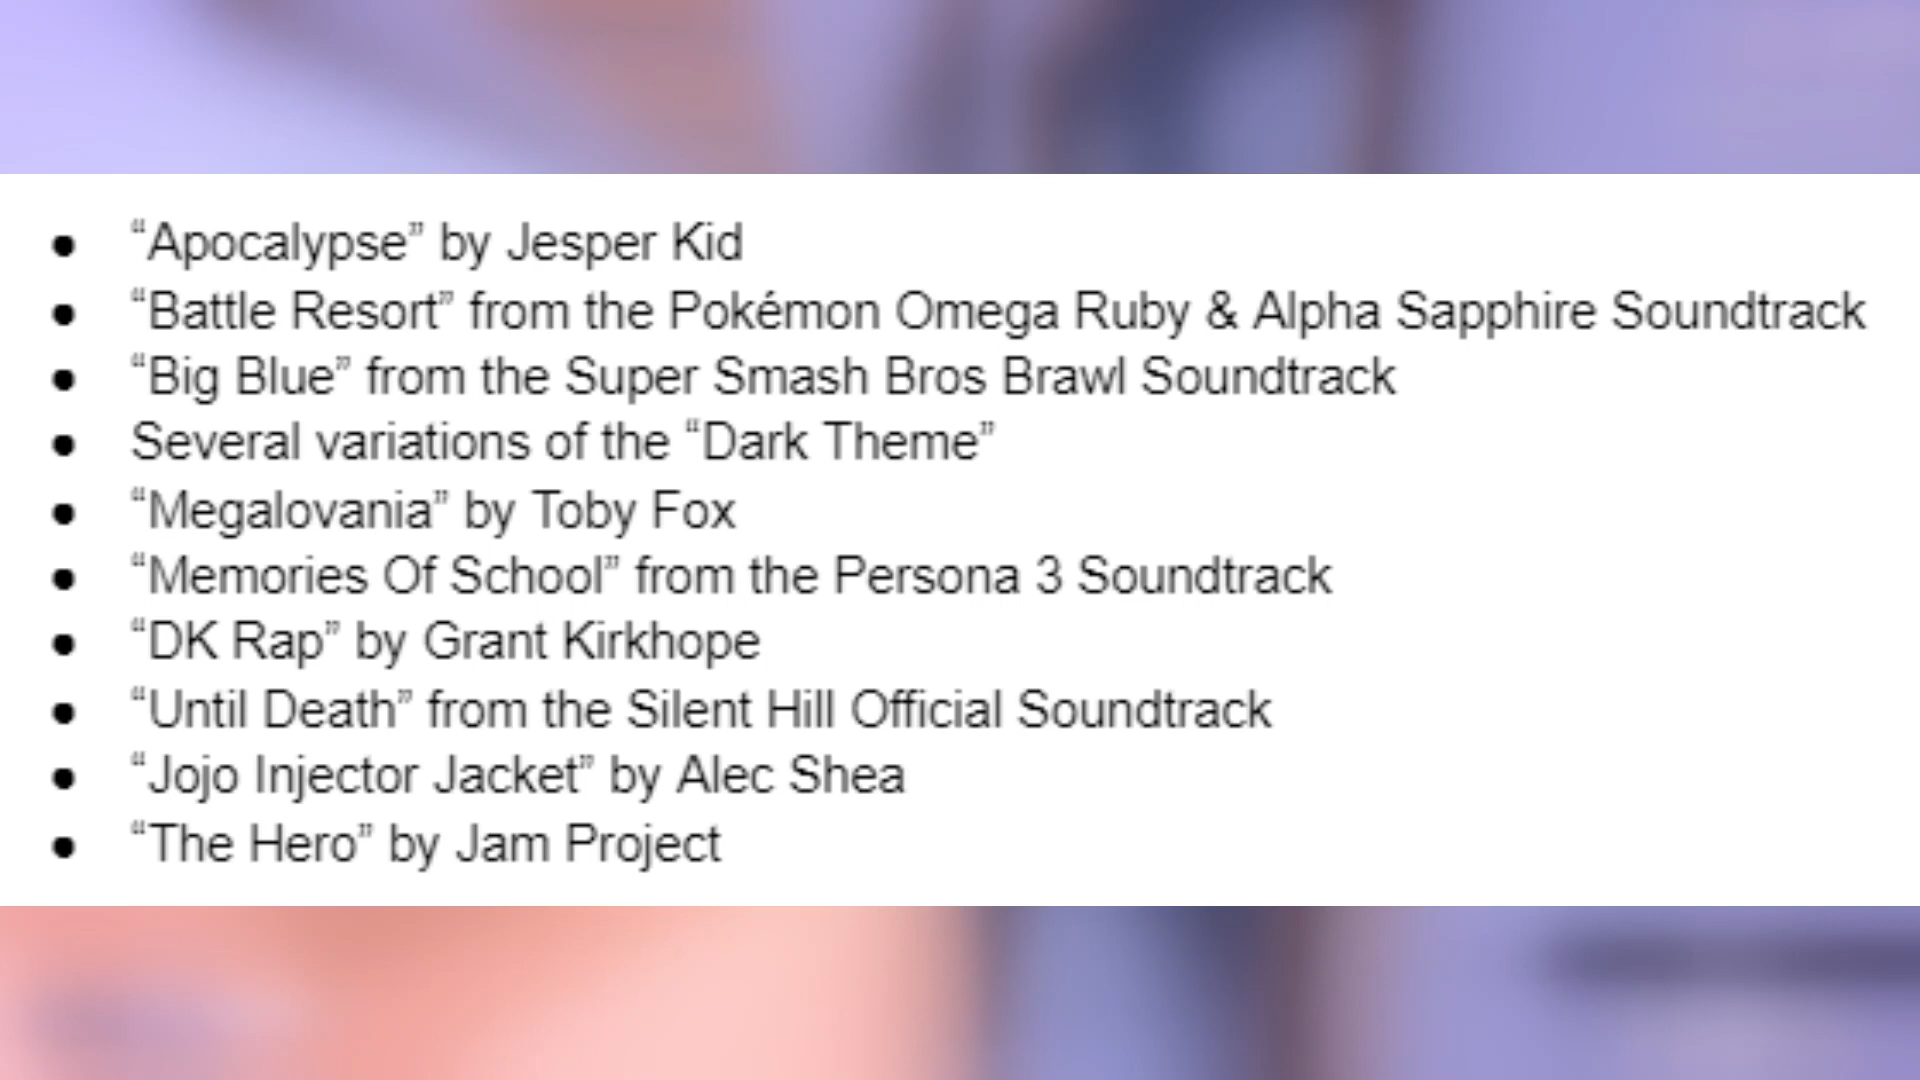 ● “Apocalypse” by Jesper Kid
● “Battle Resort” from the Pokémon Omega Ruby & Alpha Sapphire Soundtrack
● “Big Blue” from the Super Smash Bros Brawl Soundtrack
● Several variations of the “Dark Theme”
● “Megalovania” by Toby Fox
● “Memories Of School” from the Persona 3 Soundtrack
● “DK Rap” by Grant Kirkhope
● “Until Death” from the Silent Hill Official Soundtrack
● “Jojo Injector Jacket” by Alec Shea
● “The Hero” by Jam Project